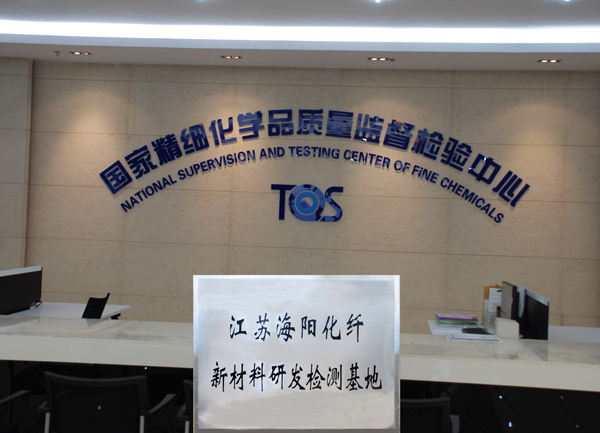 国家精细化学品质量监督检验中心
NATIONAL SUPERVISION AND TESTING CENTER OF FINE CHEMICALS
TQS
江苏海阳化纤
新材料研发检测基地